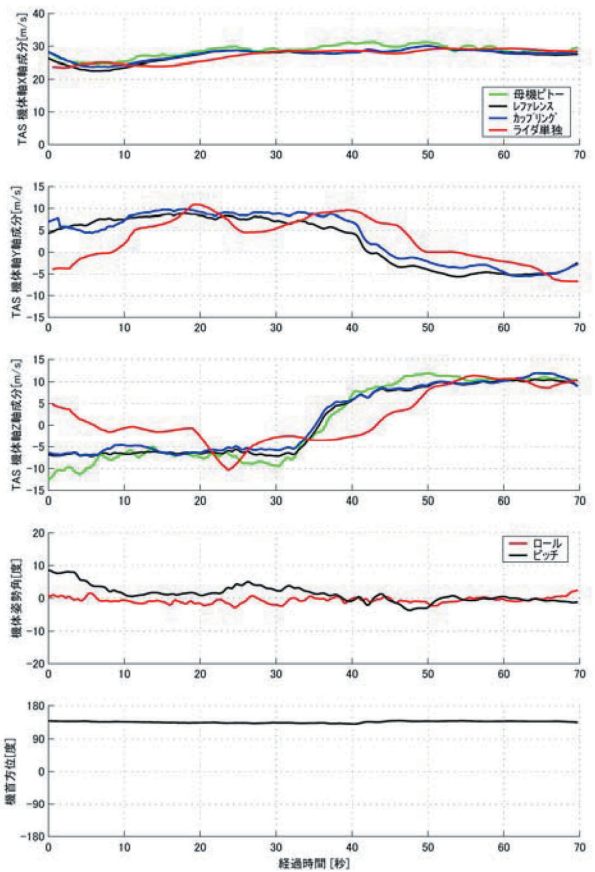 TAS 機体軸X軸成分[m/s]
40
30
20
10
0
母機ピトー
レファレンス
カップリング
ライダ単独
0 10 20 30 40 50 60 70
TAS 機体軸Y軸成分[m/s]
15
10
5
0
-5
-10
-15
0 10 20 30 40 50 60 70
TAS 機体軸Z軸成分[m/s]
15
10
5
0
-5
-10
-15
0 10 20 30 40 50 60 70
機体姿勢角[度]
20
10
0
-10
-20
ロール
ピッチ
0 10 20 30 40 50 60 70
機首方位[度]
180
90
0
-90
-180
0 10 20 30 40 50 60 70
経過時間 [秒]